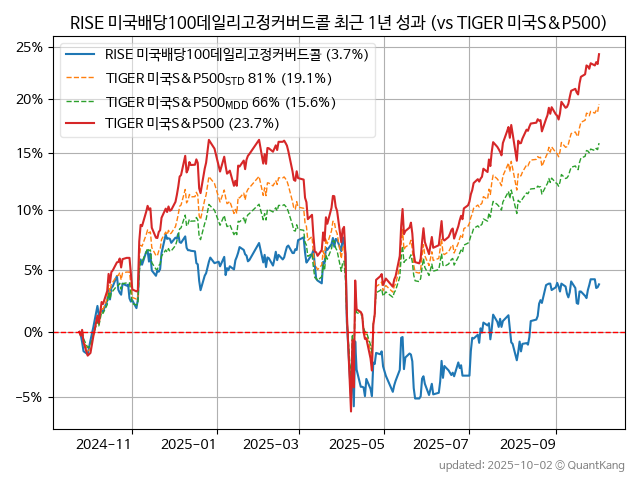 RISE 미국배당100데일리고정커버드콜 최근 1년 성과 (vs TIGER 미국S&P500)
25%
20%
15%
10%
5%
0%
−5%
RISE 미국배당100데일리고정커버드콜 (3.7%)
TIGER 미국S&P500STD 81% (19.1%)
TIGER 미국S&P500MDD 66% (15.6%)
TIGER 미국S&P500 (23.7%)
2024-11 2025-01 2025-03 2025-05 2025-07 2025-09
updated: 2025-10-02 © QuantKang